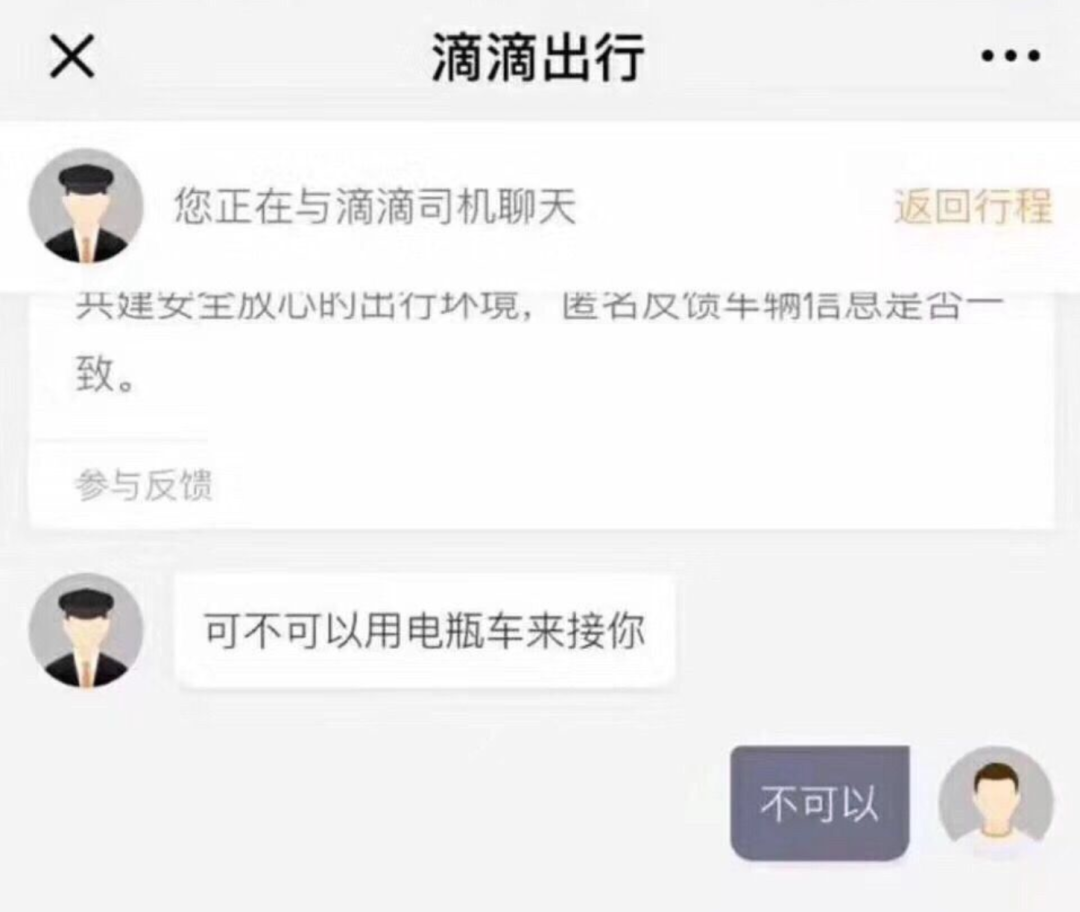 滴滴出行
您正在与滴滴司机聊天
返回行程
共建安全放心的出行环境，匿名反馈车辆信息是否一
致。
参与反馈
可不可以用电瓶车来接你
不可以